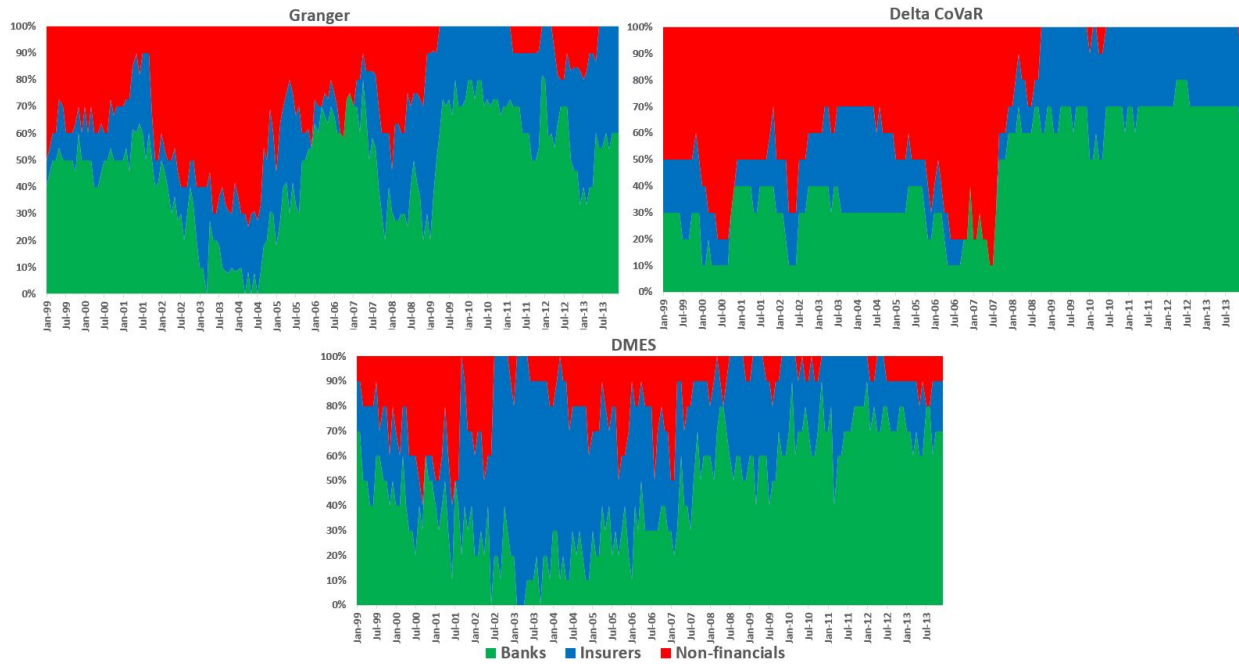 Granger
100%
90%
80%
70%
60%
50%
40%
30%
20%
10%
0%
Jan-99
Jul-99
Jan-00
Jul-00
Jan-01
Jul-01
Jan-02
Jul-02
Jan-03
Jul-03
Jan-04
Jul-04
Jan-05
Jul-05
Jan-06
Jul-06
Jan-07
Jul-07
Jan-08
Jul-08
Jan-09
Jul-09
Jan-10
Jul-10
Jan-11
Jul-11
Jan-12
Jul-12
Jan-13
Jul-13
Delta CoVaR
100%
90%
80%
70%
60%
50%
40%
30%
20%
10%
0%
Jan-99
Jul-99
Jan-00
Jul-00
Jan-01
Jul-01
Jan-02
Jul-02
Jan-03
Jul-03
Jan-04
Jul-04
Jan-05
Jul-05
Jan-06
Jul-06
Jan-07
Jul-07
Jan-08
Jul-08
Jan-09
Jul-09
Jan-10
Jul-10
Jan-11
Jul-11
Jan-12
Jul-12
Jan-13
Jul-13
DMES
100%
90%
80%
70%
60%
50%
40%
30%
20%
10%
0%
Jan-99
Jul-99
Jan-00
Jul-00
Jan-01
Jul-01
Jan-02
Jul-02
Jan-03
Jul-03
Jan-04
Jul-04
Jan-05
Jul-05
Jan-06
Jul-06
Jan-07
Jul-07
Jan-08
Jul-08
Jan-09
Jul-09
Jan-10
Jul-10
Jan-11
Jul-11
Jan-12
Jul-12
Jan-13
Jul-13
Banks Insurers Non-financials